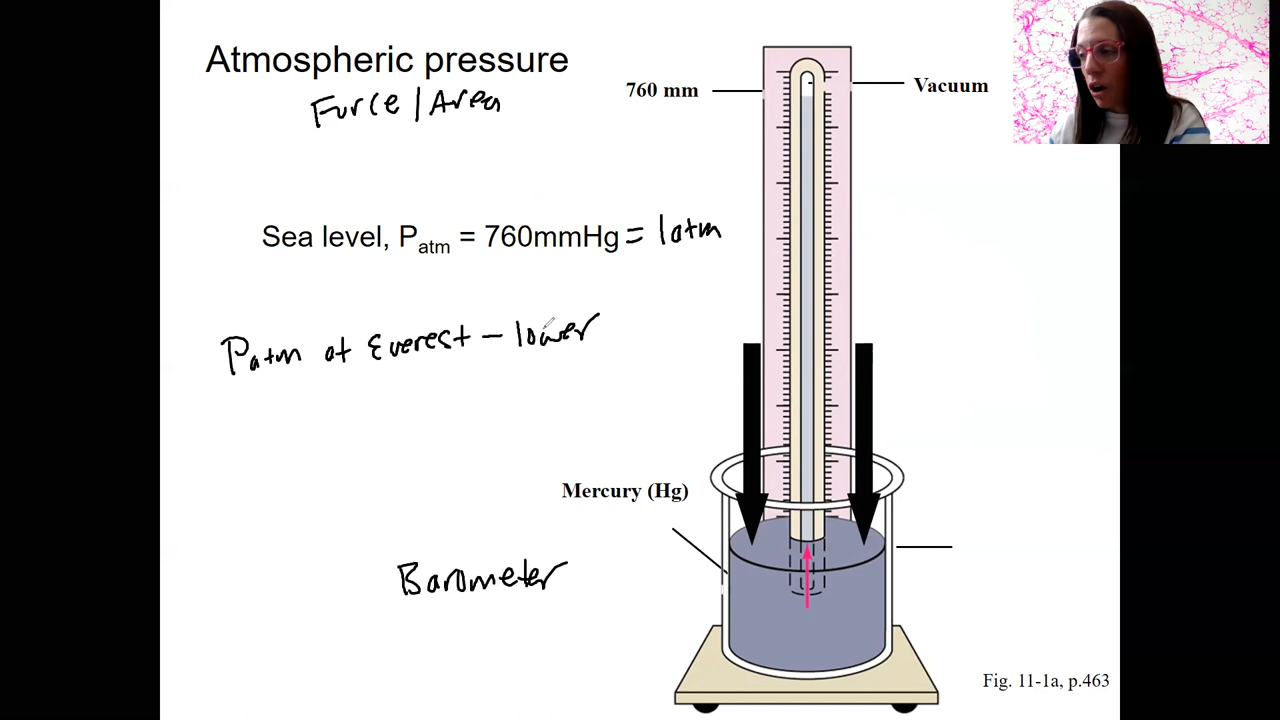 Atmospheric pressure
Force / Area
760 mm
Vacuum
Sea level, Patm = 760mmHg = 1atm
Patm at Everest - lower
Mercury (Hg)
Barometer
Fig. 11-1a, p.463